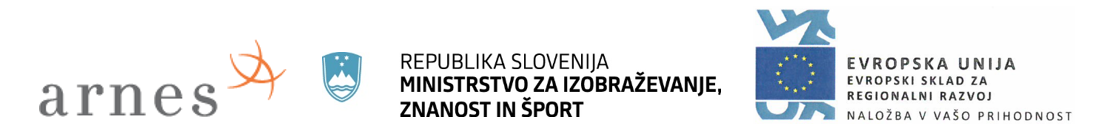 arnes
REPUBLIKA SLOVENIJA
MINISTRSTVO ZA IZOBRAŽEVANJE,
ZNANOST IN ŠPORT
EVROPSKA UNIJA
EVROPSKI SKLAD ZA
REGIONALNI RAZVOJ
NALOŽBA V VAŠO PRIHODNOST